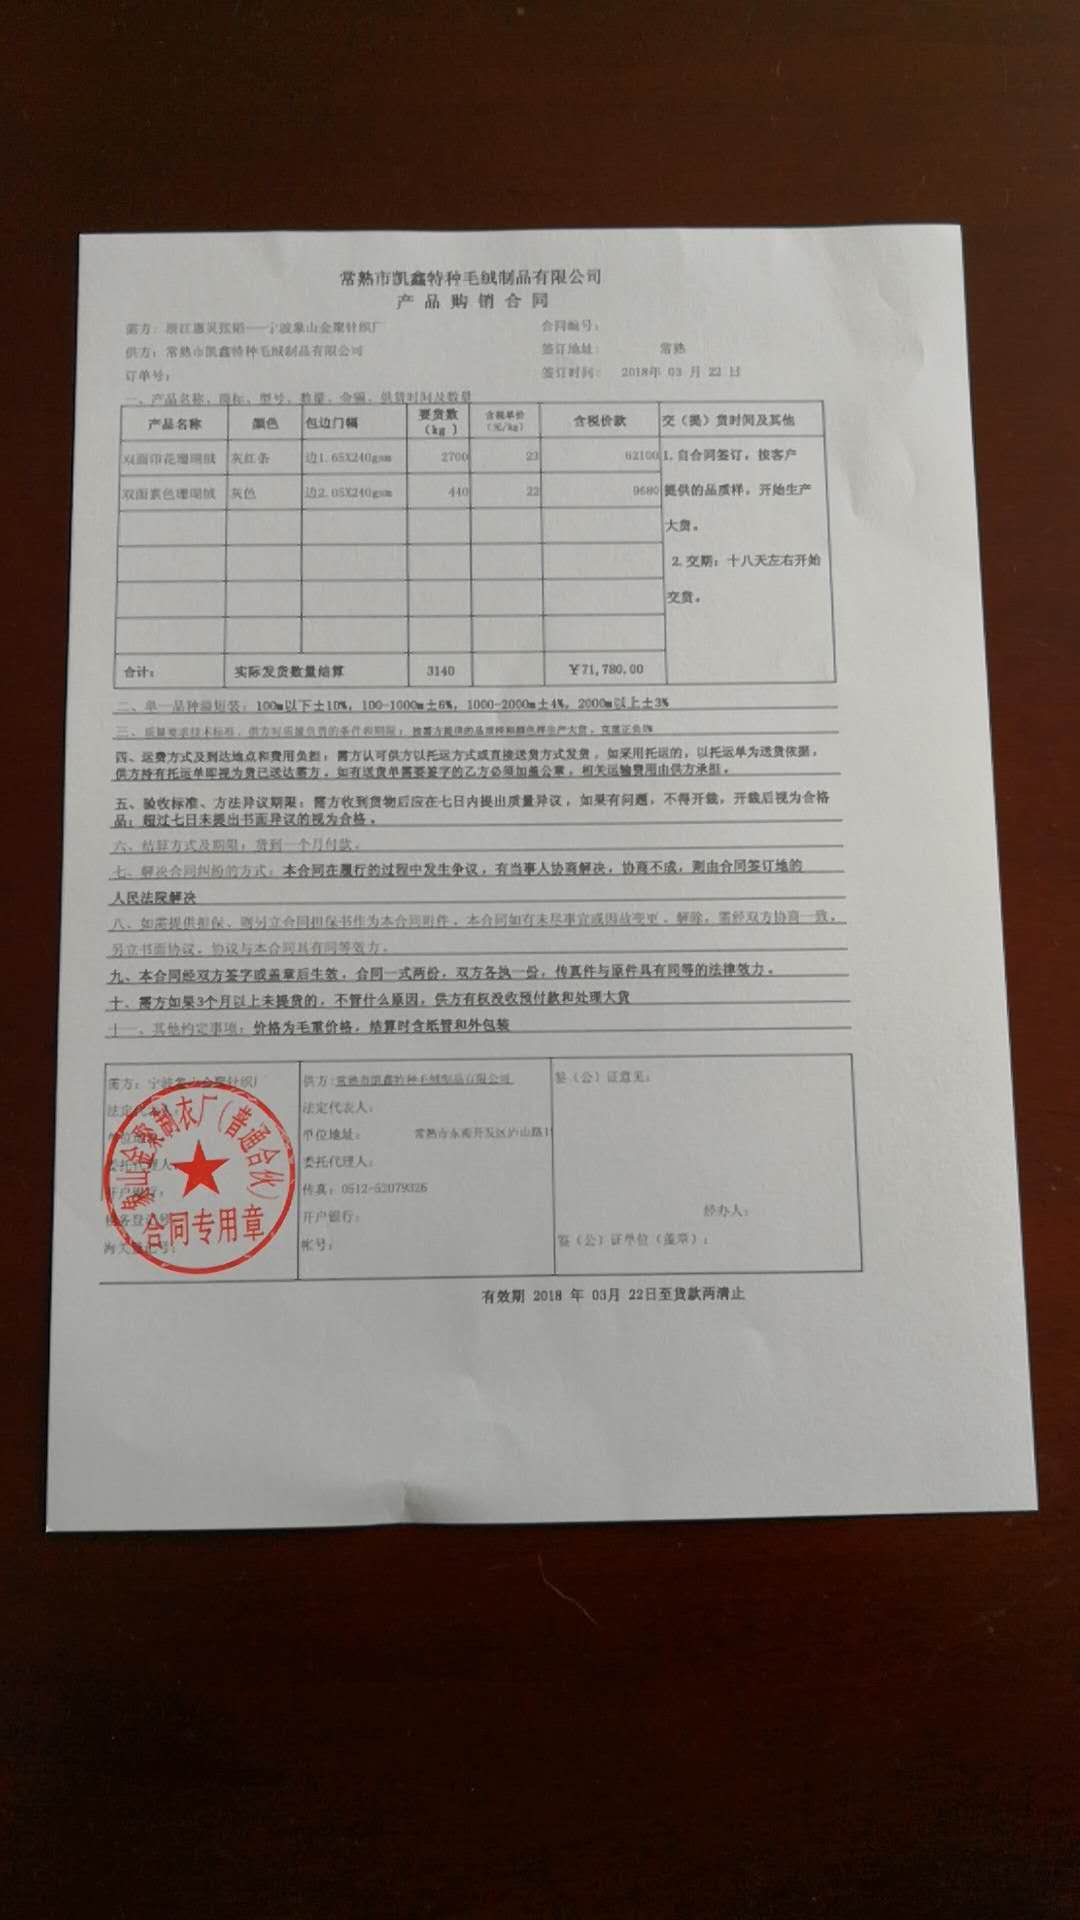 常熟市凯鑫特种毛绒制品有限公司
产品购销合同
需方：浙江惠灵张韬——宁波象山金聚针织厂
合同编号：
供方：常熟市凯鑫特种毛绒制品有限公司
签订地址：常熟
订单号：
签订时间：2018年 03 月 22 日
一、产品名称、商标、型号、数量、金额、供货时间及数量
产品名称 颜色 包边门幅 要货数（kg ） 含税单价（元/kg） 含税价款 交（提）货时间及其他
双面印花珊瑚绒 灰红条 边1.65X240gsm 2700 23 62100 1.自合同签订，按客户
双面素色珊瑚绒 灰色 边2.05X240gsm 440 22 9680 提供的品质样，开始生产
大货。
2.交期：十八天左右开始
交货。
合计： 实际发货数量结算 3140 ￥71,780.00
二、单一品种溢短装：100m以下±10%，100-1000m±6%，1000-2000m±4%，2000m以上±3%
三、质量要求技术标准、供方对质量负责的条件和期限：按需方提供的品质样和颜色样生产大货，克重正负5%
四、运费方式及到达地点和费用负担：需方认可供方以托运方式或直接送货方式发货，如采用托运的，以托运单为送货依据，
供方持有托运单即视为货已送达需方，如有送货单需要签字的乙方必须加盖公章，相关运输费用由供方承担。
五、验收标准、方法异议期限：需方收到货物后应在七日内提出质量异议，如果有问题，不得开裁，开裁后视为合格
品；超过七日未提出书面异议的视为合格。
六、结算方式及期限：货到一个月付款。
七、解决合同纠纷的方式：本合同在履行的过程中发生争议，有当事人协商解决，协商不成，则由合同签订地的
人民法院解决
八、如需提供担保、则另立合同担保书作为本合同附件。本合同如有未尽事宜或因故变更、解除，需经双方协商一致，
另立书面协议。协议与本合同具有同等效力。
九、本合同经双方签字或盖章后生效，合同一式两份，双方各执一份，传真件与原件具有同等的法律效力。
十、需方如果3个月以上未提货的，不管什么原因，供方有权没收预付款和处理大货
十一、其他约定事项：价格为毛重价格，结算时含纸管和外包装
需方：宁波象山金聚针织厂
法定代表人：
单位地址：
委托代理人：
开户银行：
税务登记号：
海关登记号：
象山金聚制衣厂（普通合伙）
合同专用章
供方:常熟市凯鑫特种毛绒制品有限公司
法定代表人：
单位地址： 常熟市东南开发区庐山路
委托代理人：
传真：0512-52079326
开户银行：
帐号：
签（公）证意见：
经办人：
签（公）证单位（盖章）：
有效期 2018 年 03月 22日至货款两清止